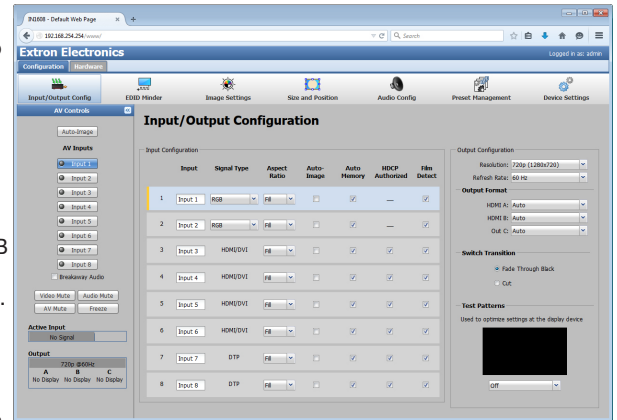 IN1608 - Default Web Page
192.168.254.254/www/
Search
Extron Electronics
Logged in as: admin
Configuration Hardware
Input/Output Config EDID Minder Image Settings Size and Position Audio Config Preset Management Device Settings
AV Controls
Auto-Image
AV Inputs
Input 1
Input 2
Input 3
Input 4
Input 5
Input 6
Input 7
Input 8
Breakaway Audio
Video Mute Audio Mute
AV Mute Freeze
Active Input
No Signal
Output
720p @60Hz
A B C
No Display No Display No Display
Input/Output Configuration
Input Configuration
Input Signal Type Aspect Ratio Auto-Image Auto Memory HDCP Authorized Film Detect
1 Input 1 RGB Fill —
2 Input 2 RGB Fill —
3 Input 3 HDMI/DVI Fill
4 Input 4 HDMI/DVI Fill
5 Input 5 HDMI/DVI Fill
6 Input 6 HDMI/DVI Fill
7 Input 7 DTP Fill
8 Input 8 DTP Fill
Output Configuration
Resolution: 720p (1280x720)
Refresh Rate: 60 Hz
Output Format
HDMI A: Auto
HDMI B: Auto
Out C: Auto
Switch Transition
Fade Through Black
Cut
Test Patterns
Used to optimize settings at the display device
Off
B
.